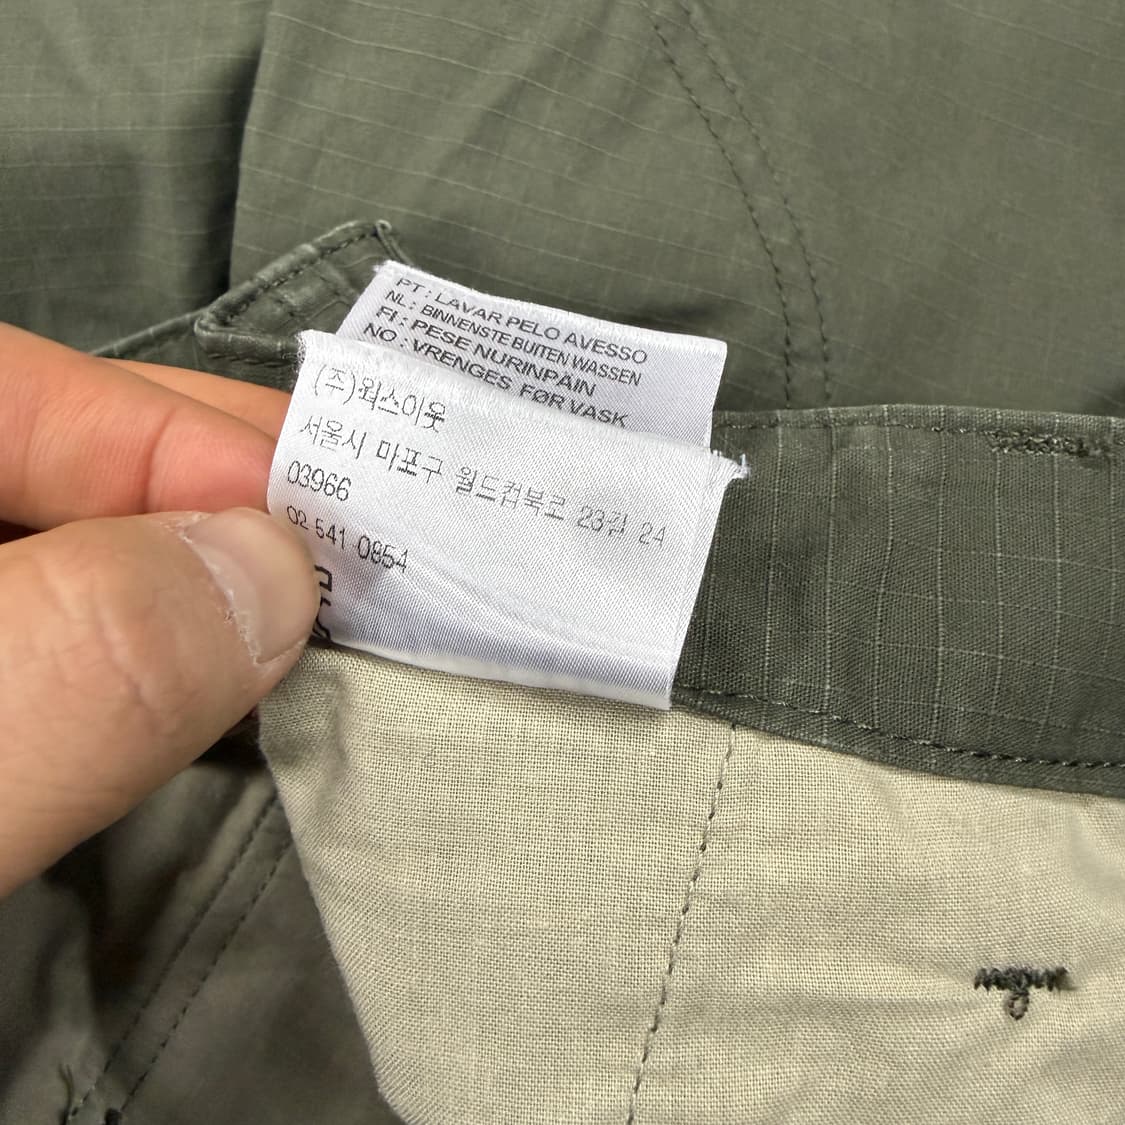 PT : LAVAR PELO AVESSO
NL : BINNENSTE BUITEN WASSEN
FI : PESE NURINPÄIN
NO : VRENGES FØR VASK
(주)웍스아웃
서울시 마포구 월드컵북로 23길 24
03966
02-541-0854